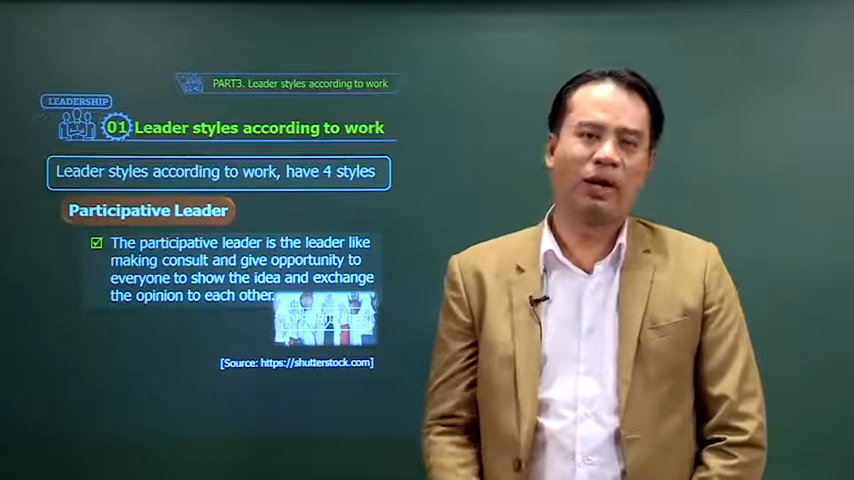 PART3. Leader styles according to work
LEADERSHIP
01 Leader styles according to work
Leader styles according to work, have 4 styles
Participative Leader
The participative leader is the leader like
making consult and give opportunity to
everyone to show the idea and exchange
the opinion to each other.
OPPORTUNITIES
[Source: https://shutterstock.com]